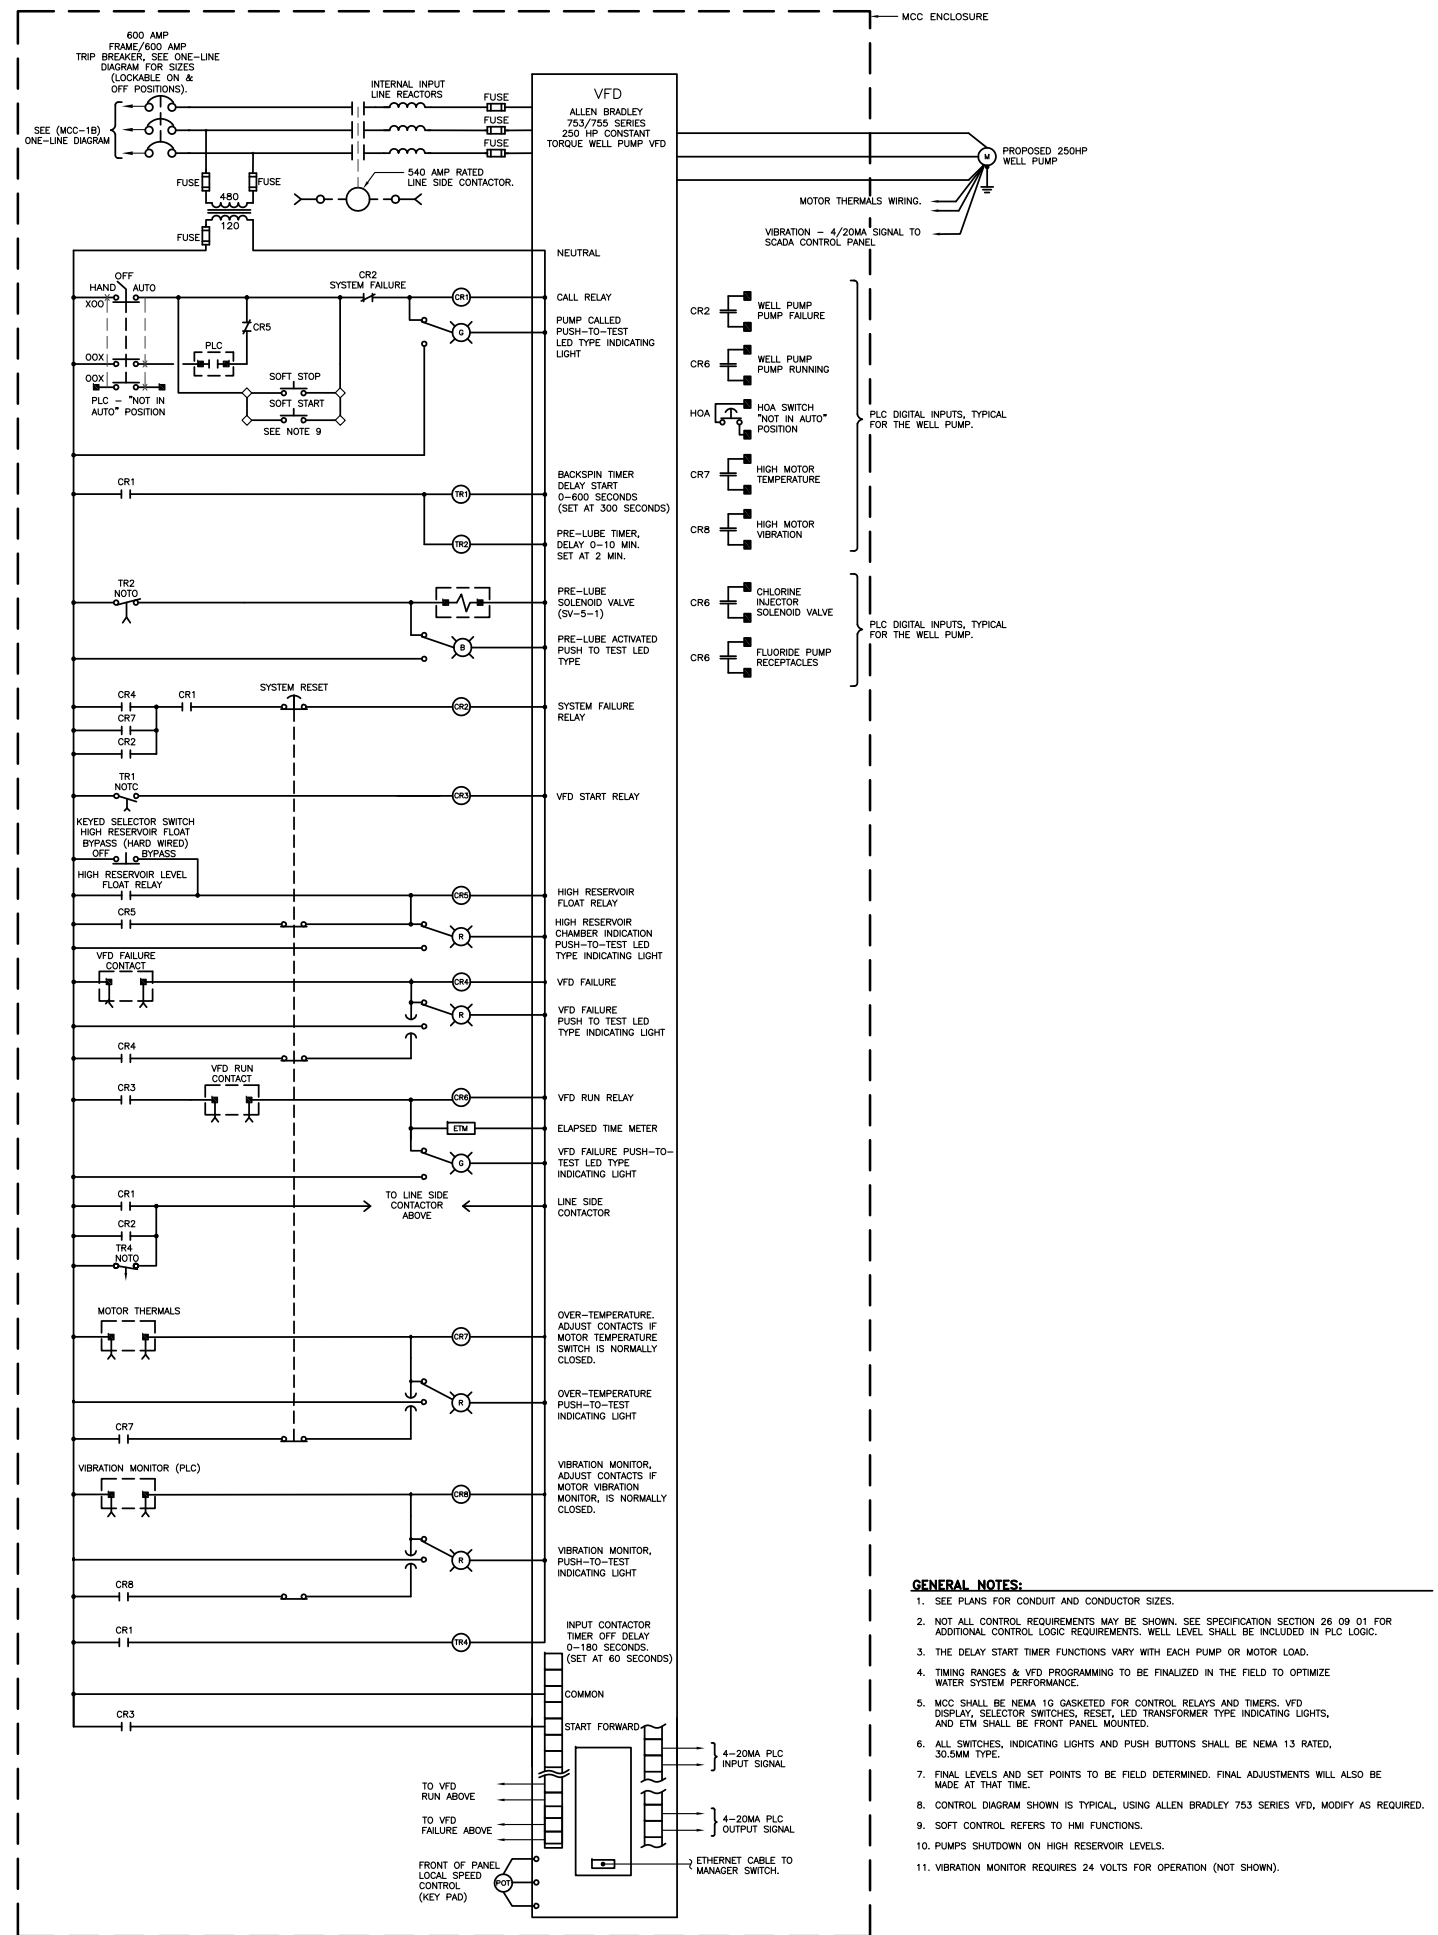 MCC ENCLOSURE
600 AMP
FRAME/600 AMP
TRIP BREAKER, SEE ONE-LINE
DIAGRAM FOR SIZES
(LOCKABLE ON &
OFF POSITIONS).
SEE (MCC-1B)
ONE-LINE DIAGRAM
INTERNAL INPUT
LINE REACTORS
FUSE
FUSE
FUSE
VFD
ALLEN BRADLEY
753/755 SERIES
250 HP CONSTANT
TORQUE WELL PUMP VFD
M
PROPOSED 250HP
WELL PUMP
MOTOR THERMALS WIRING.
VIBRATION - 4/20MA SIGNAL TO
SCADA CONTROL PANEL
540 AMP RATED
LINE SIDE CONTACTOR.
FUSE
FUSE
480
120
FUSE
NEUTRAL
OFF
HAND
AUTO
XOO
CR2
SYSTEM FAILURE
CR1
CALL RELAY
CR5
PLC
G
PUMP CALLED
PUSH-TO-TEST
LED TYPE INDICATING
LIGHT
OOX
OOX
PLC - "NOT IN
AUTO" POSITION
SOFT STOP
SOFT START
SEE NOTE 9
CR2
WELL PUMP
PUMP FAILURE
CR6
WELL PUMP
PUMP RUNNING
HOA
HOA SWITCH
"NOT IN AUTO"
POSITION
CR7
HIGH MOTOR
TEMPERATURE
CR8
HIGH MOTOR
VIBRATION
PLC DIGITAL INPUTS, TYPICAL
FOR THE WELL PUMP.
CR6
CHLORINE
INJECTOR
SOLENOID VALVE
CR6
FLUORIDE PUMP
RECEPTACLES
PLC DIGITAL INPUTS, TYPICAL
FOR THE WELL PUMP.
CR1
TR1
BACKSPIN TIMER
DELAY START
0-600 SECONDS
(SET AT 300 SECONDS)
TR2
PRE-LUBE TIMER,
DELAY 0-10 MIN.
SET AT 2 MIN.
TR2
NOTO
PRE-LUBE
SOLENOID VALVE
(SV-5-1)
B
PRE-LUBE ACTIVATED
PUSH TO TEST LED
TYPE
SYSTEM RESET
CR4
CR1
CR7
CR2
CR2
SYSTEM FAILURE
RELAY
TR1
NOTC
CR3
VFD START RELAY
KEYED SELECTOR SWITCH
HIGH RESERVOIR FLOAT
BYPASS (HARD WIRED)
OFF
BYPASS
HIGH RESERVOIR LEVEL
FLOAT RELAY
CR5
HIGH RESERVOIR
FLOAT RELAY
CR5
R
HIGH RESERVOIR
CHAMBER INDICATION
PUSH-TO-TEST LED
TYPE INDICATING LIGHT
VFD FAILURE
CONTACT
CR4
VFD FAILURE
R
VFD FAILURE
PUSH TO TEST LED
TYPE INDICATING LIGHT
CR4
VFD RUN
CONTACT
CR3
CR6
VFD RUN RELAY
ETM
ELAPSED TIME METER
G
VFD FAILURE PUSH-TO-
TEST LED TYPE
INDICATING LIGHT
CR1
TO LINE SIDE
CONTACTOR
ABOVE
LINE SIDE
CONTACTOR
CR2
TR4
NOTO
MOTOR THERMALS
CR7
OVER-TEMPERATURE.
ADJUST CONTACTS IF
MOTOR TEMPERATURE
SWITCH IS NORMALLY
CLOSED.
R
OVER-TEMPERATURE
PUSH-TO-TEST
INDICATING LIGHT
CR7
VIBRATION MONITOR (PLC)
CR8
VIBRATION MONITOR,
ADJUST CONTACTS IF
MOTOR VIBRATION
MONITOR, IS NORMALLY
CLOSED.
R
VIBRATION MONITOR,
PUSH-TO-TEST
INDICATING LIGHT
CR8
CR1
TR4
INPUT CONTACTOR
TIMER OFF DELAY
0-180 SECONDS.
(SET AT 60 SECONDS)
COMMON
CR3
START FORWARD
4-20MA PLC
INPUT SIGNAL
TO VFD
RUN ABOVE
TO VFD
FAILURE ABOVE
4-20MA PLC
OUTPUT SIGNAL
FRONT OF PANEL
LOCAL SPEED
CONTROL
(KEY PAD)
POT
ETHERNET CABLE TO
MANAGER SWITCH.
GENERAL NOTES:
1. SEE PLANS FOR CONDUIT AND CONDUCTOR SIZES.
2. NOT ALL CONTROL REQUIREMENTS MAY BE SHOWN. SEE SPECIFICATION SECTION 26 09 01 FOR
ADDITIONAL CONTROL LOGIC REQUIREMENTS. WELL LEVEL SHALL BE INCLUDED IN PLC LOGIC.
3. THE DELAY START TIMER FUNCTIONS VARY WITH EACH PUMP OR MOTOR LOAD.
4. TIMING RANGES & VFD PROGRAMMING TO BE FINALIZED IN THE FIELD TO OPTIMIZE
WATER SYSTEM PERFORMANCE.
5. MCC SHALL BE NEMA 1G GASKETED FOR CONTROL RELAYS AND TIMERS. VFD
DISPLAY, SELECTOR SWITCHES, RESET, LED TRANSFORMER TYPE INDICATING LIGHTS,
AND ETM SHALL BE FRONT PANEL MOUNTED.
6. ALL SWITCHES, INDICATING LIGHTS AND PUSH BUTTONS SHALL BE NEMA 13 RATED,
30.5MM TYPE.
7. FINAL LEVELS AND SET POINTS TO BE FIELD DETERMINED. FINAL ADJUSTMENTS WILL ALSO BE
MADE AT THAT TIME.
8. CONTROL DIAGRAM SHOWN IS TYPICAL, USING ALLEN BRADLEY 753 SERIES VFD, MODIFY AS REQUIRED.
9. SOFT CONTROL REFERS TO HMI FUNCTIONS.
10. PUMPS SHUTDOWN ON HIGH RESERVOIR LEVELS.
11. VIBRATION MONITOR REQUIRES 24 VOLTS FOR OPERATION (NOT SHOWN).